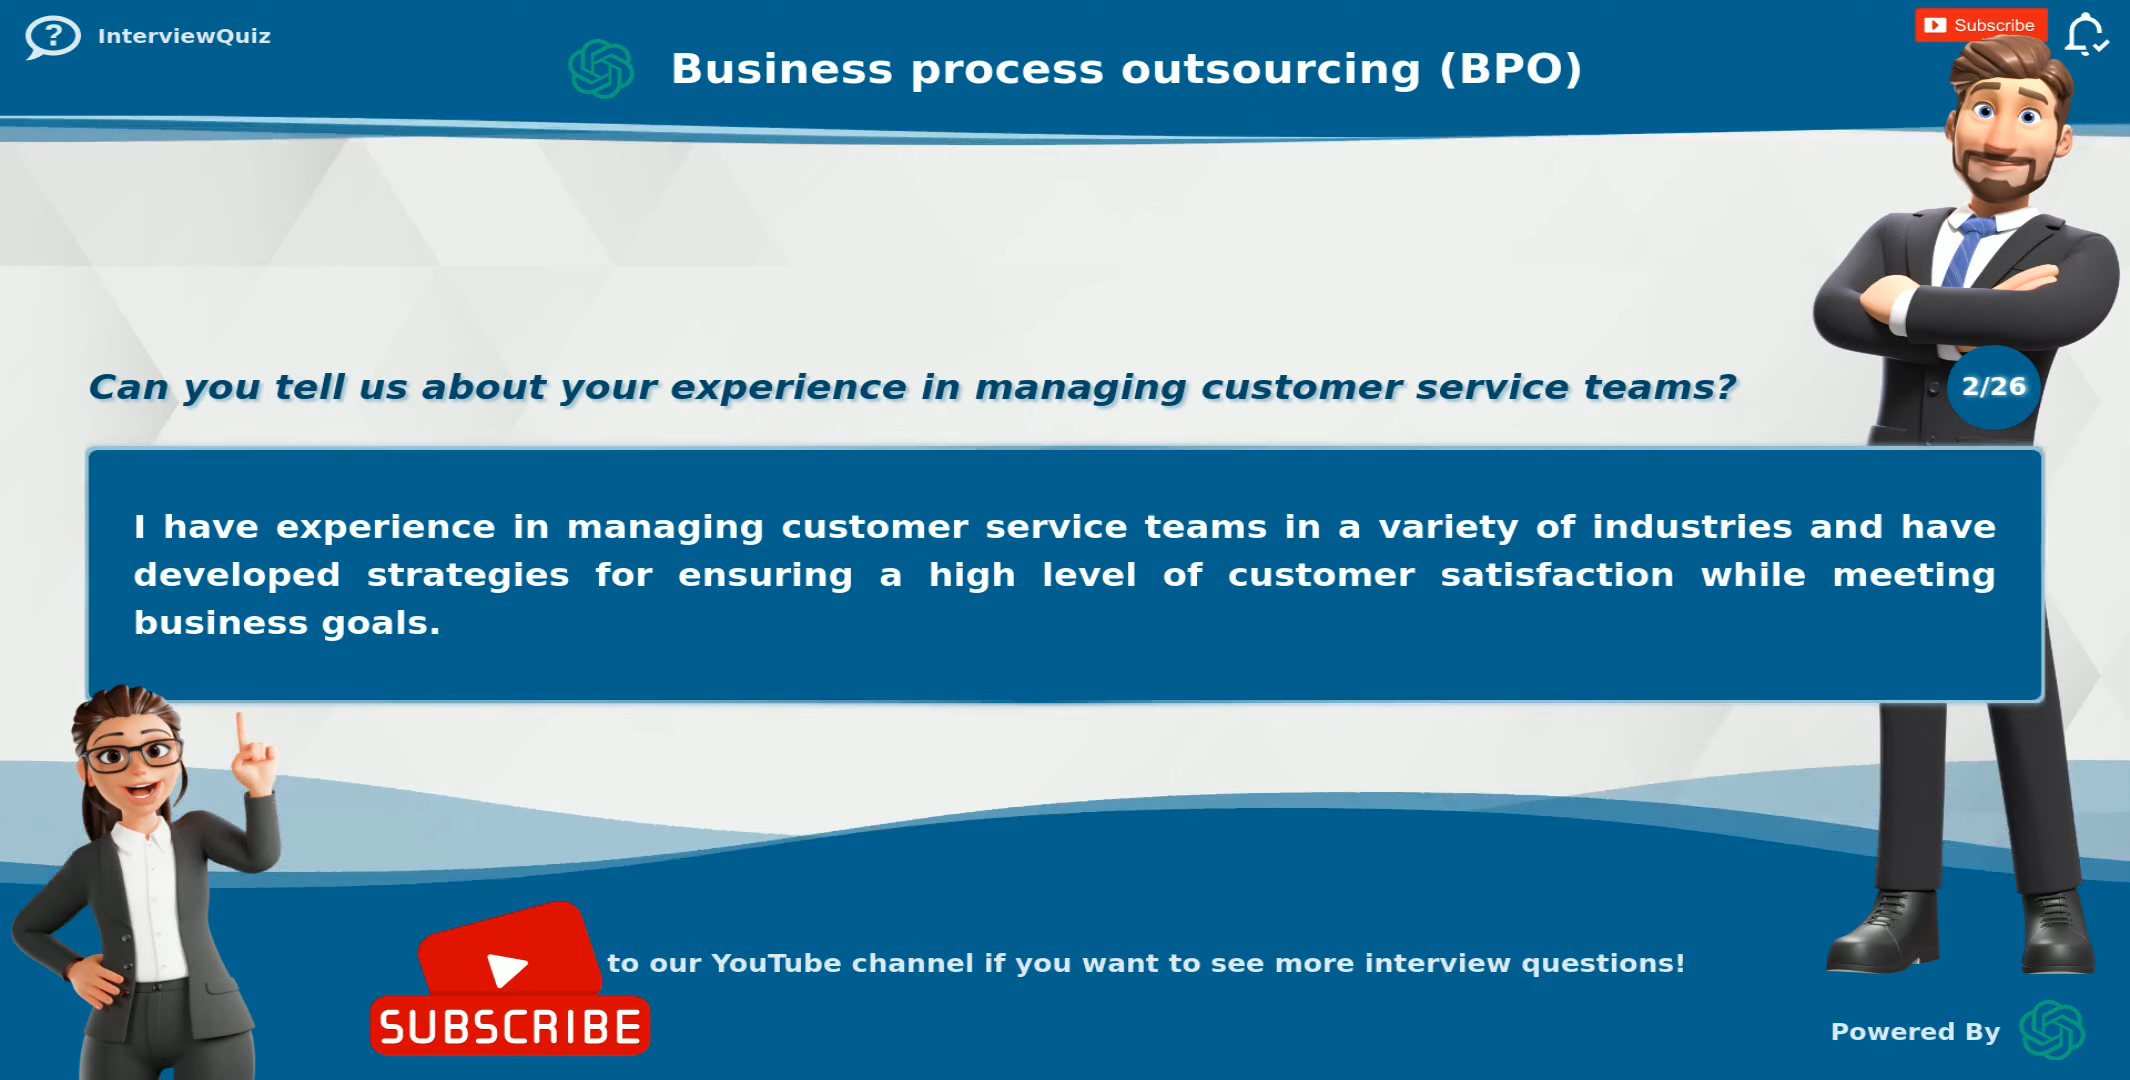 InterviewQuiz
Subscribe
Business process outsourcing (BPO)
Can you tell us about your experience in managing customer service teams?
2/26
I have experience in managing customer service teams in a variety of industries and have
developed strategies for ensuring a high level of customer satisfaction while meeting
business goals.
to our YouTube channel if you want to see more interview questions!
SUBSCRIBE
Powered By